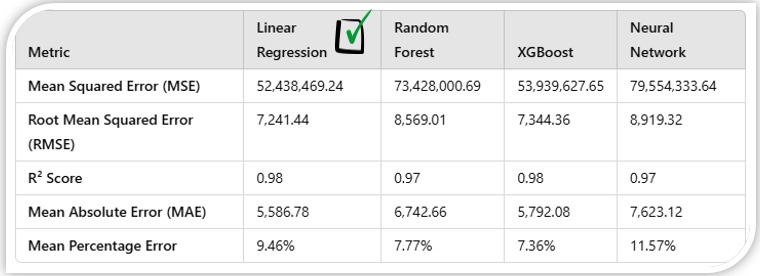 Metric Linear Regression Random Forest XGBoost Neural Network
Mean Squared Error (MSE) 52,438,469.24 73,428,000.69 53,939,627.65 79,554,333.64
Root Mean Squared Error (RMSE) 7,241.44 8,569.01 7,344.36 8,919.32
R² Score 0.98 0.97 0.98 0.97
Mean Absolute Error (MAE) 5,586.78 6,742.66 5,792.08 7,623.12
Mean Percentage Error 9.46% 7.77% 7.36% 11.57%